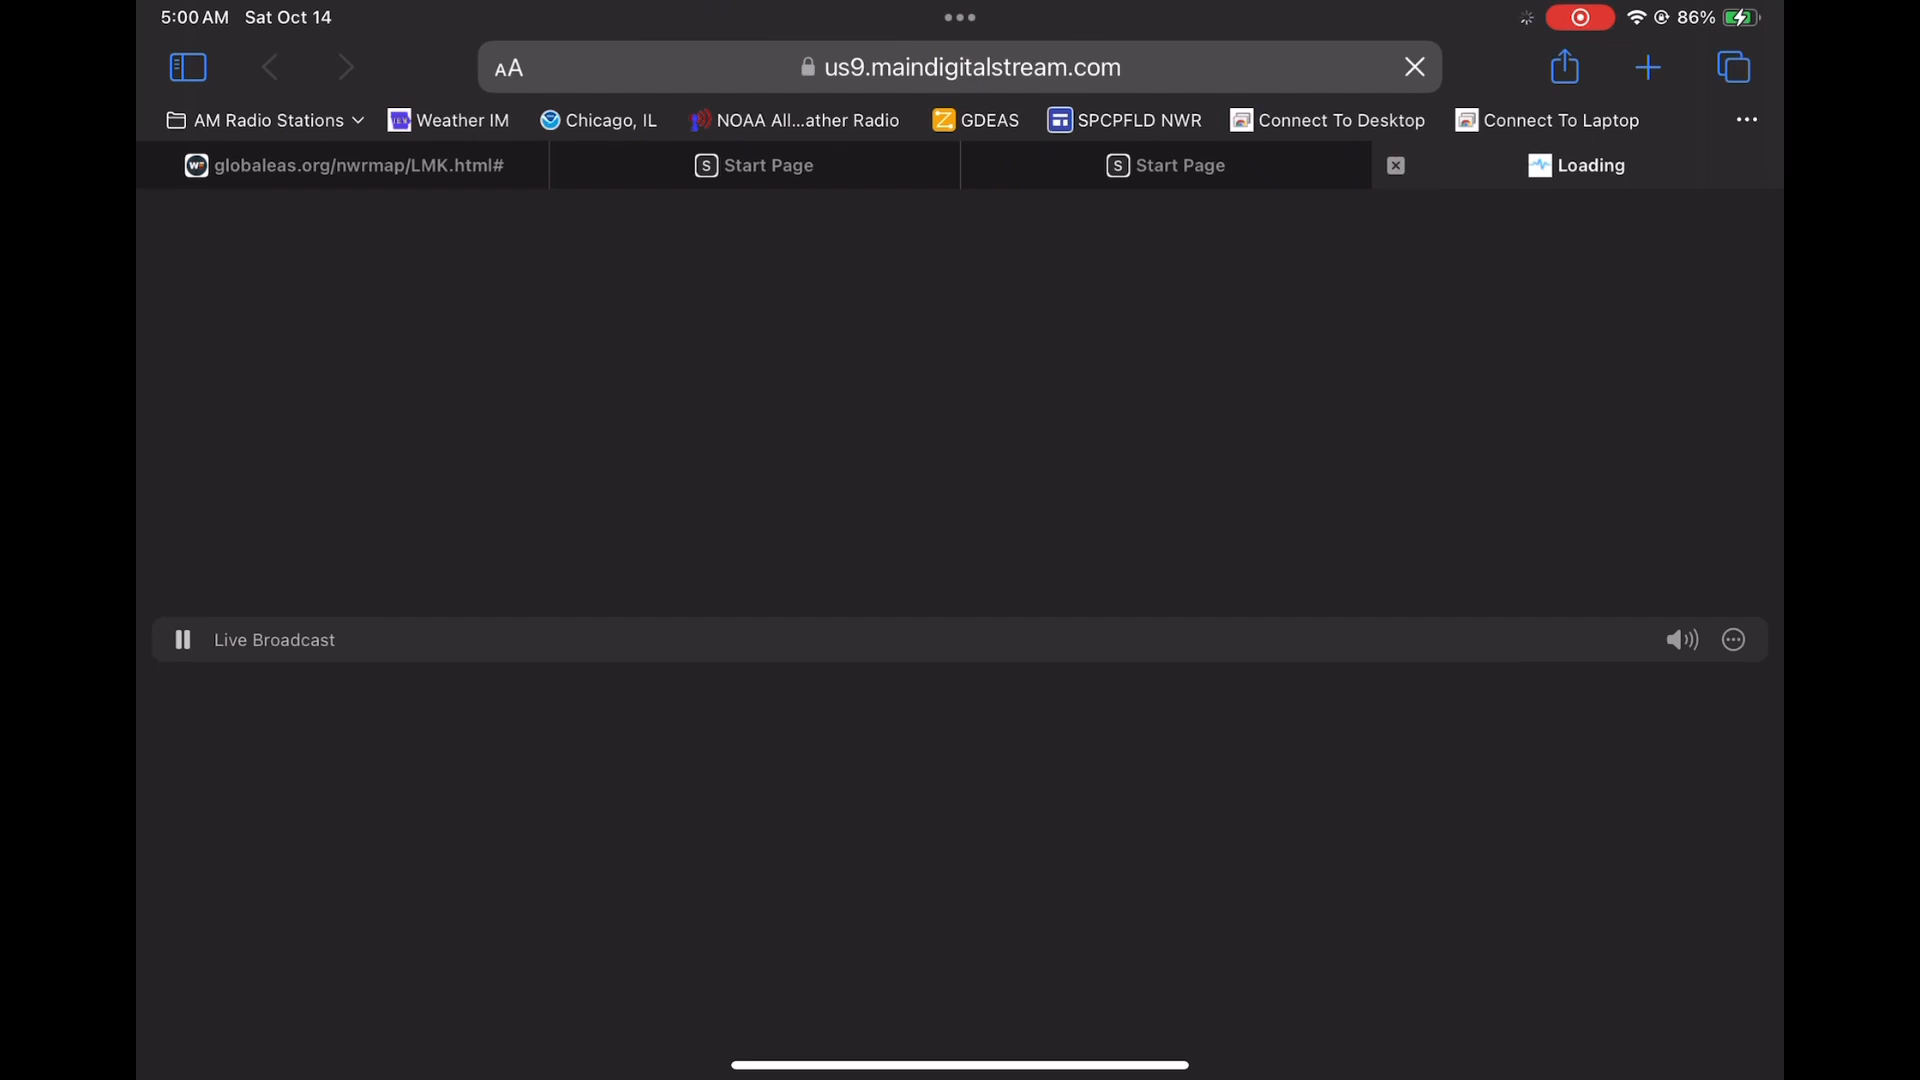 5:00 AM Sat Oct 14
86%
AA us9.maindigitalstream.com
AM Radio Stations Weather IM Chicago, IL NOAA All...ather Radio GDEAS SPCPFLD NWR Connect To Desktop Connect To Laptop
globaleas.org/nwrmap/LMK.html# S Start Page S Start Page Loading
Live Broadcast